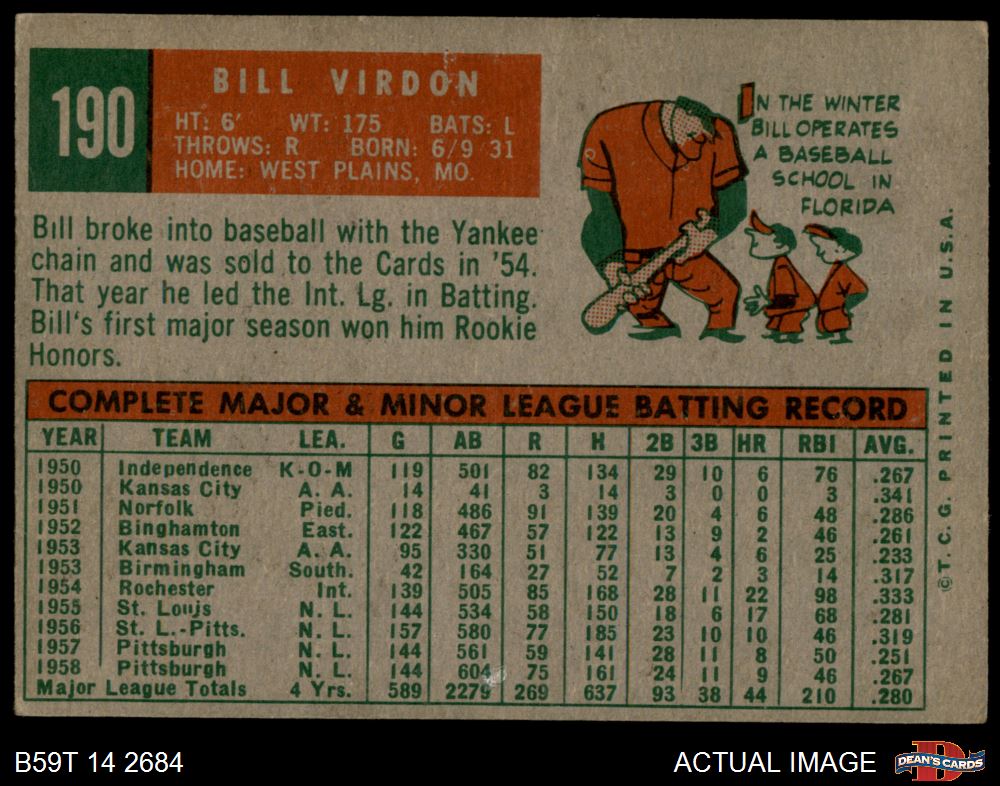 190
BILL VIRDON
HT: 6' WT: 175 BATS: L
THROWS: R BORN: 6/9 31
HOME: WEST PLAINS, MO.
Bill broke into baseball with the Yankee
chain and was sold to the Cards in '54.
That year he led the Int. Lg. in Batting.
Bill's first major season won him Rookie
Honors.
IN THE WINTER
BILL OPERATES
A BASEBALL
SCHOOL IN
FLORIDA
COMPLETE MAJOR & MINOR LEAGUE BATTING RECORD
YEAR TEAM LEA. G AB R H 2B 3B HR RBI AVG.
1950 Independence K-O-M 119 501 82 134 29 10 6 76 .267
1950 Kansas City A. A. 14 41 3 14 3 0 0 3 .341
1951 Norfolk Pied. 118 486 91 139 20 4 6 48 .286
1952 Binghamton East. 122 467 57 122 13 9 2 46 .261
1953 Kansas City A. A. 95 330 51 77 13 4 6 25 .233
1953 Birmingham South. 42 164 27 52 7 2 3 14 .317
1954 Rochester Int. 139 505 85 168 28 11 22 98 .333
1955 St. Louis N. L. 144 534 58 150 18 6 17 68 .281
1956 St. L.-Pitts. N. L. 157 580 77 185 23 10 10 46 .319
1957 Pittsburgh N. L. 144 561 59 141 28 11 8 50 .251
1958 Pittsburgh N. L. 144 604 75 161 24 11 9 46 .267
Major League Totals 4 Yrs. 589 2279 269 637 93 38 44 210 .280
©T. C. G. PRINTED IN U.S.A.
B59T 14 2684
ACTUAL IMAGE
DEAN'S CARDS